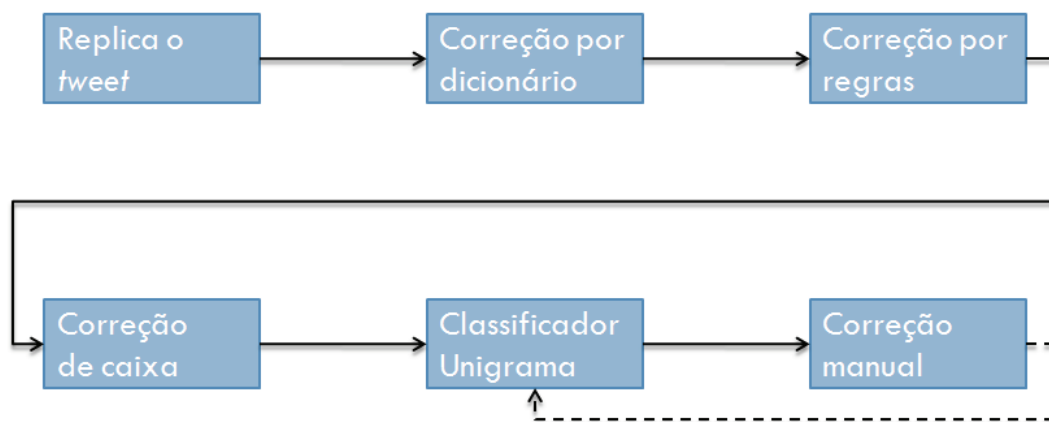 Replica o
tweet
Correção por
dicionário
Correção por
regras
Correção
de caixa
Classificador
Unigrama
Correção
manual